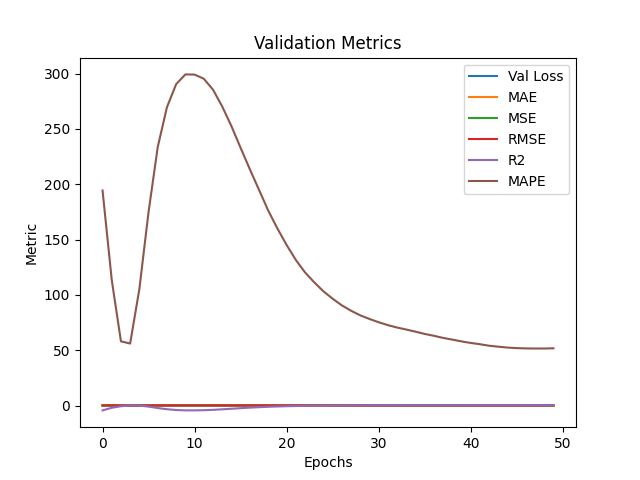 Validation Metrics
Val Loss
MAE
MSE
RMSE
R2
MAPE
Metric
300
250
200
150
100
50
0
0 10 20 30 40 50
Epochs